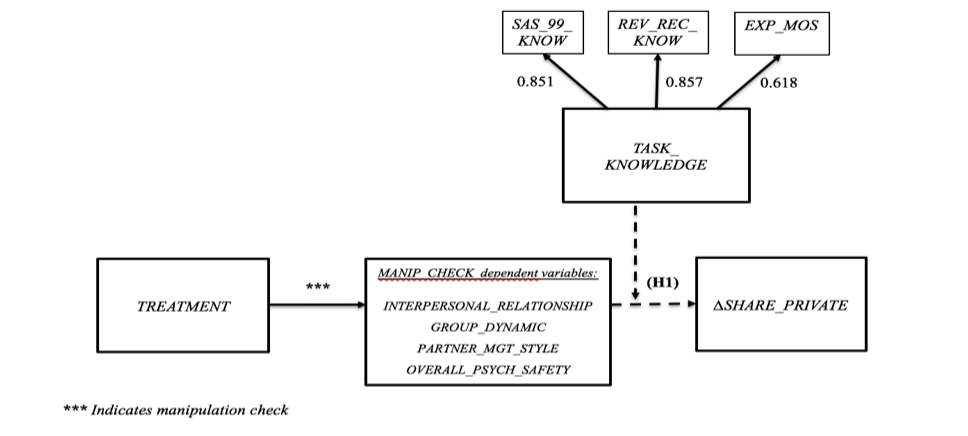 SAS_99_
KNOW
REV_REC_
KNOW
EXP_MOS
0.851
0.857
0.618
TASK_
KNOWLEDGE
TREATMENT
***
MANIP_CHECK dependent variables:
INTERPERSONAL_RELATIONSHIP
GROUP_DYNAMIC
PARTNER_MGT_STYLE
OVERALL_PSYCH_SAFETY
(H1)
ΔSHARE_PRIVATE
*** Indicates manipulation check